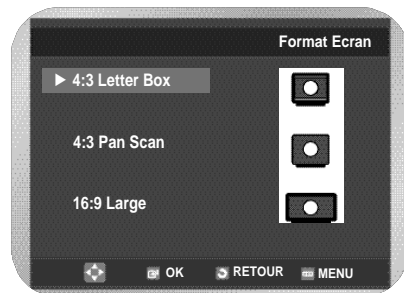 Format Ecran
4:3 Letter Box
4:3 Pan Scan
16:9 Large
OK RETOUR MENU